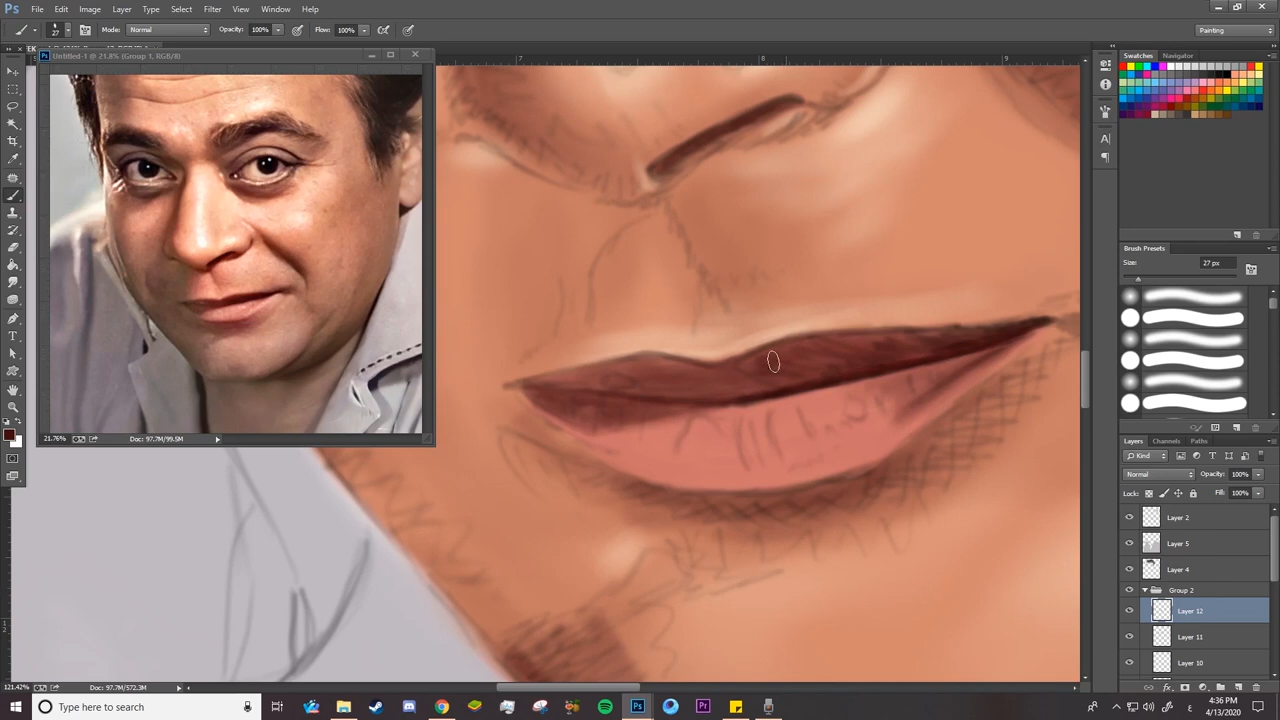 Ps File Edit Image Layer Type Select Filter View Window Help
27 Mode: Normal Opacity: 100% Flow: 100% Painting
Untitled-1 @ 21.8% (Group 1, RGB/8)
7 8 9
Swatches Navigator
Brush Presets
Size: 27 px
21.76% Doc: 97.7M/99.5M
Layers Channels Paths
Kind
Normal Opacity: 100%
Lock: Fill: 100%
Layer 2
Layer 5
Layer 4
Group 2
Layer 12
Layer 11
Layer 10
121.42% Doc: 97.7M/572.3M
Type here to search
4:36 PM
4/13/2020